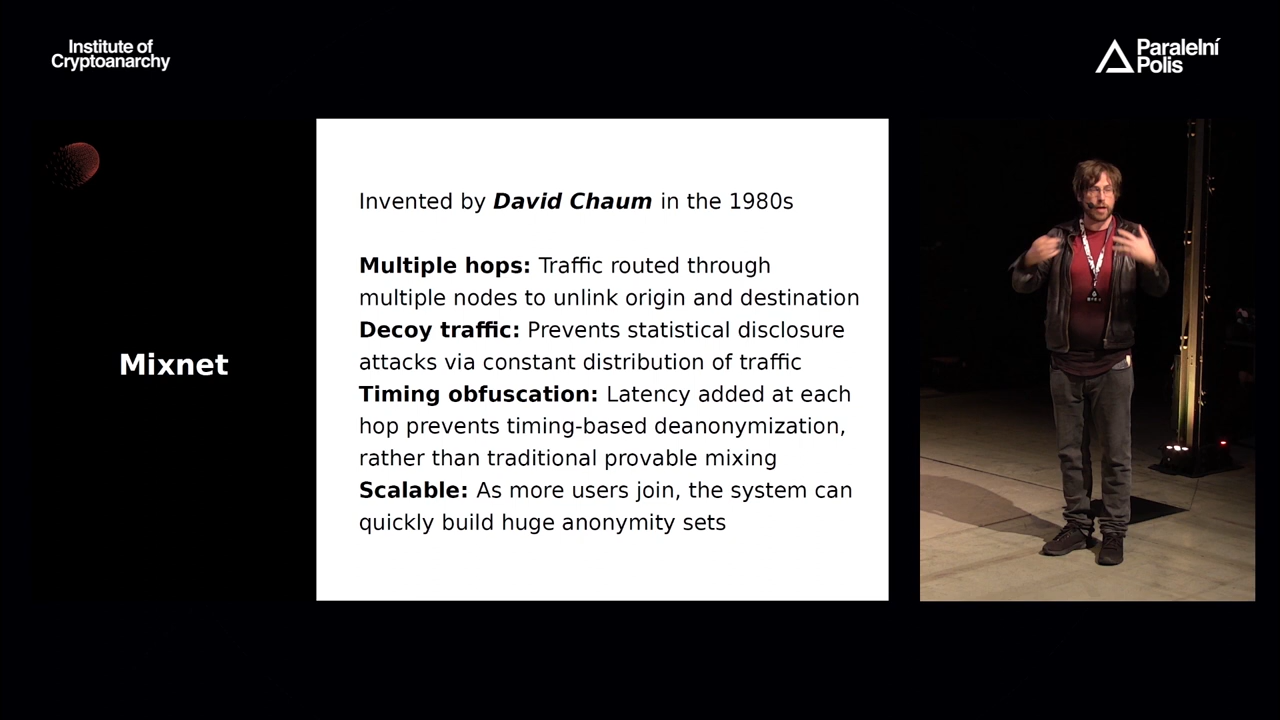 Institute of
Cryptoanarchy
Paralelní
Polis
Mixnet
Invented by David Chaum in the 1980s
Multiple hops: Traffic routed through
multiple nodes to unlink origin and destination
Decoy traffic: Prevents statistical disclosure
attacks via constant distribution of traffic
Timing obfuscation: Latency added at each
hop prevents timing-based deanonymization,
rather than traditional provable mixing
Scalable: As more users join, the system can
quickly build huge anonymity sets